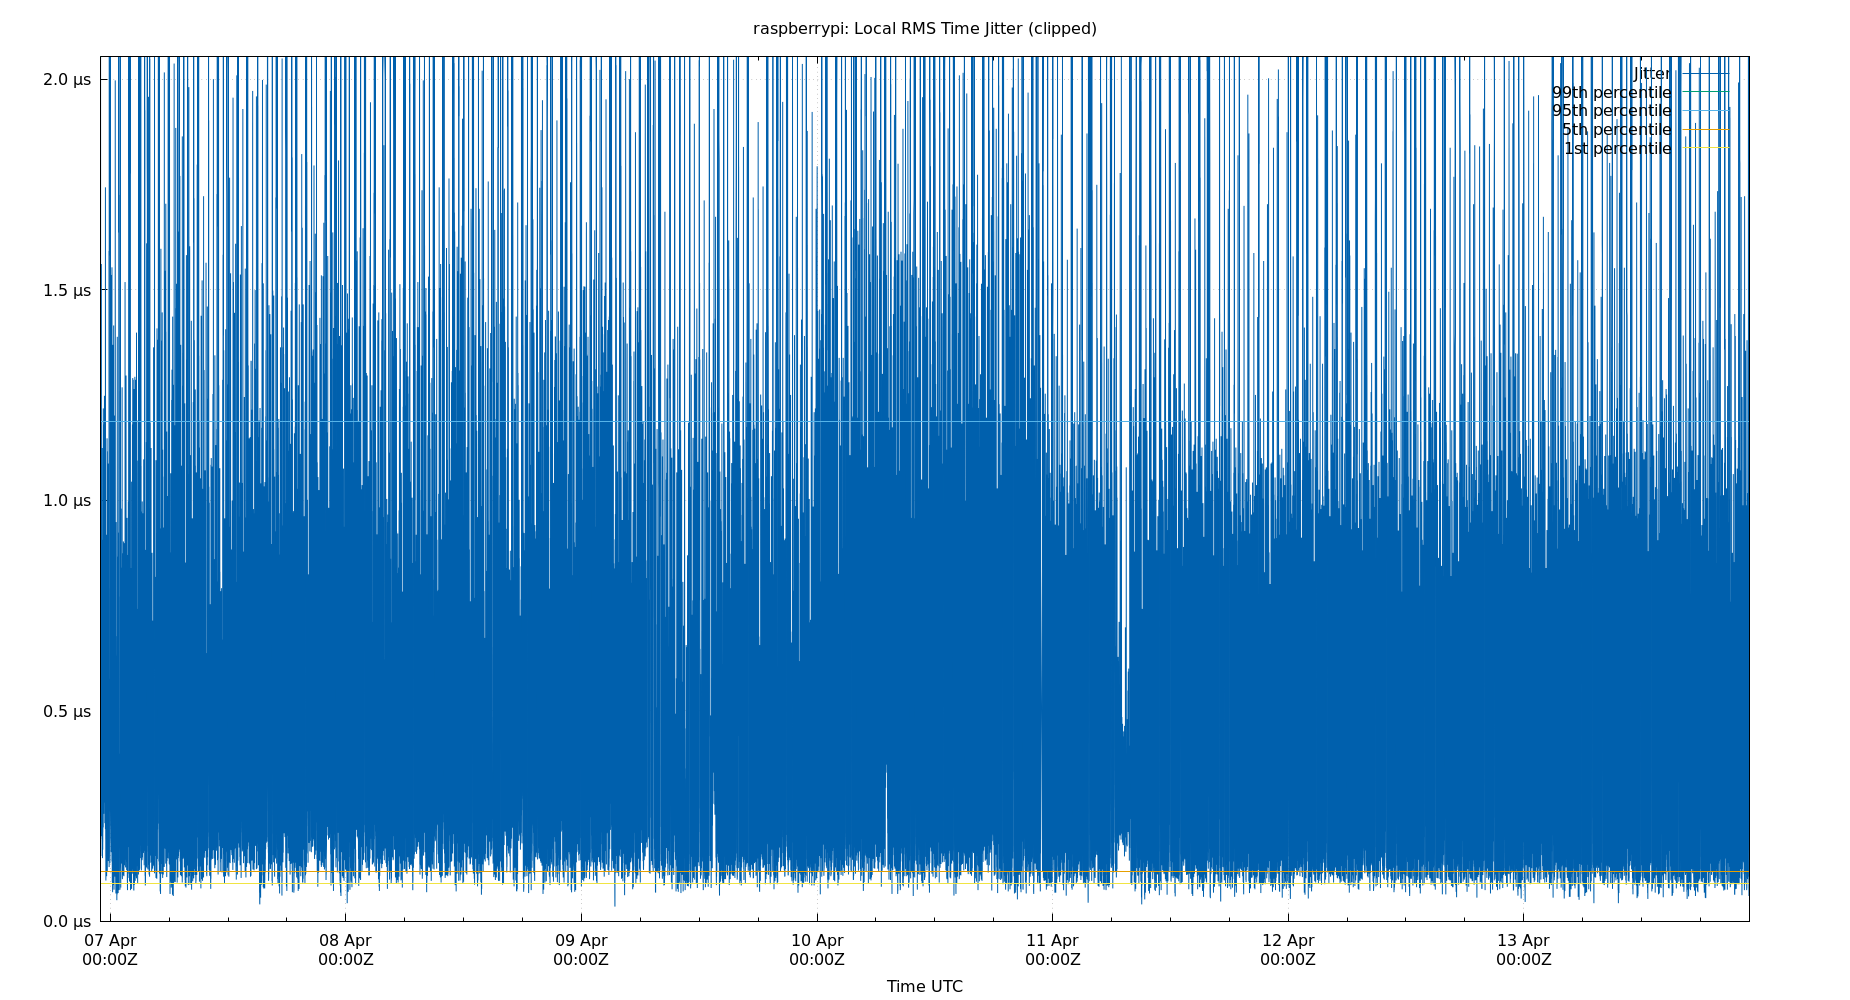 raspberrypi: Local RMS Time Jitter (clipped)
2.0 μs
1.5 μs
1.0 μs
0.5 μs
0.0 μs
Jitter
99th percentile
95th percentile
5th percentile
1st percentile
07 Apr 08 Apr 09 Apr 10 Apr 11 Apr 12 Apr 13 Apr
00:00Z 00:00Z 00:00Z 00:00Z 00:00Z 00:00Z 00:00Z
Time UTC